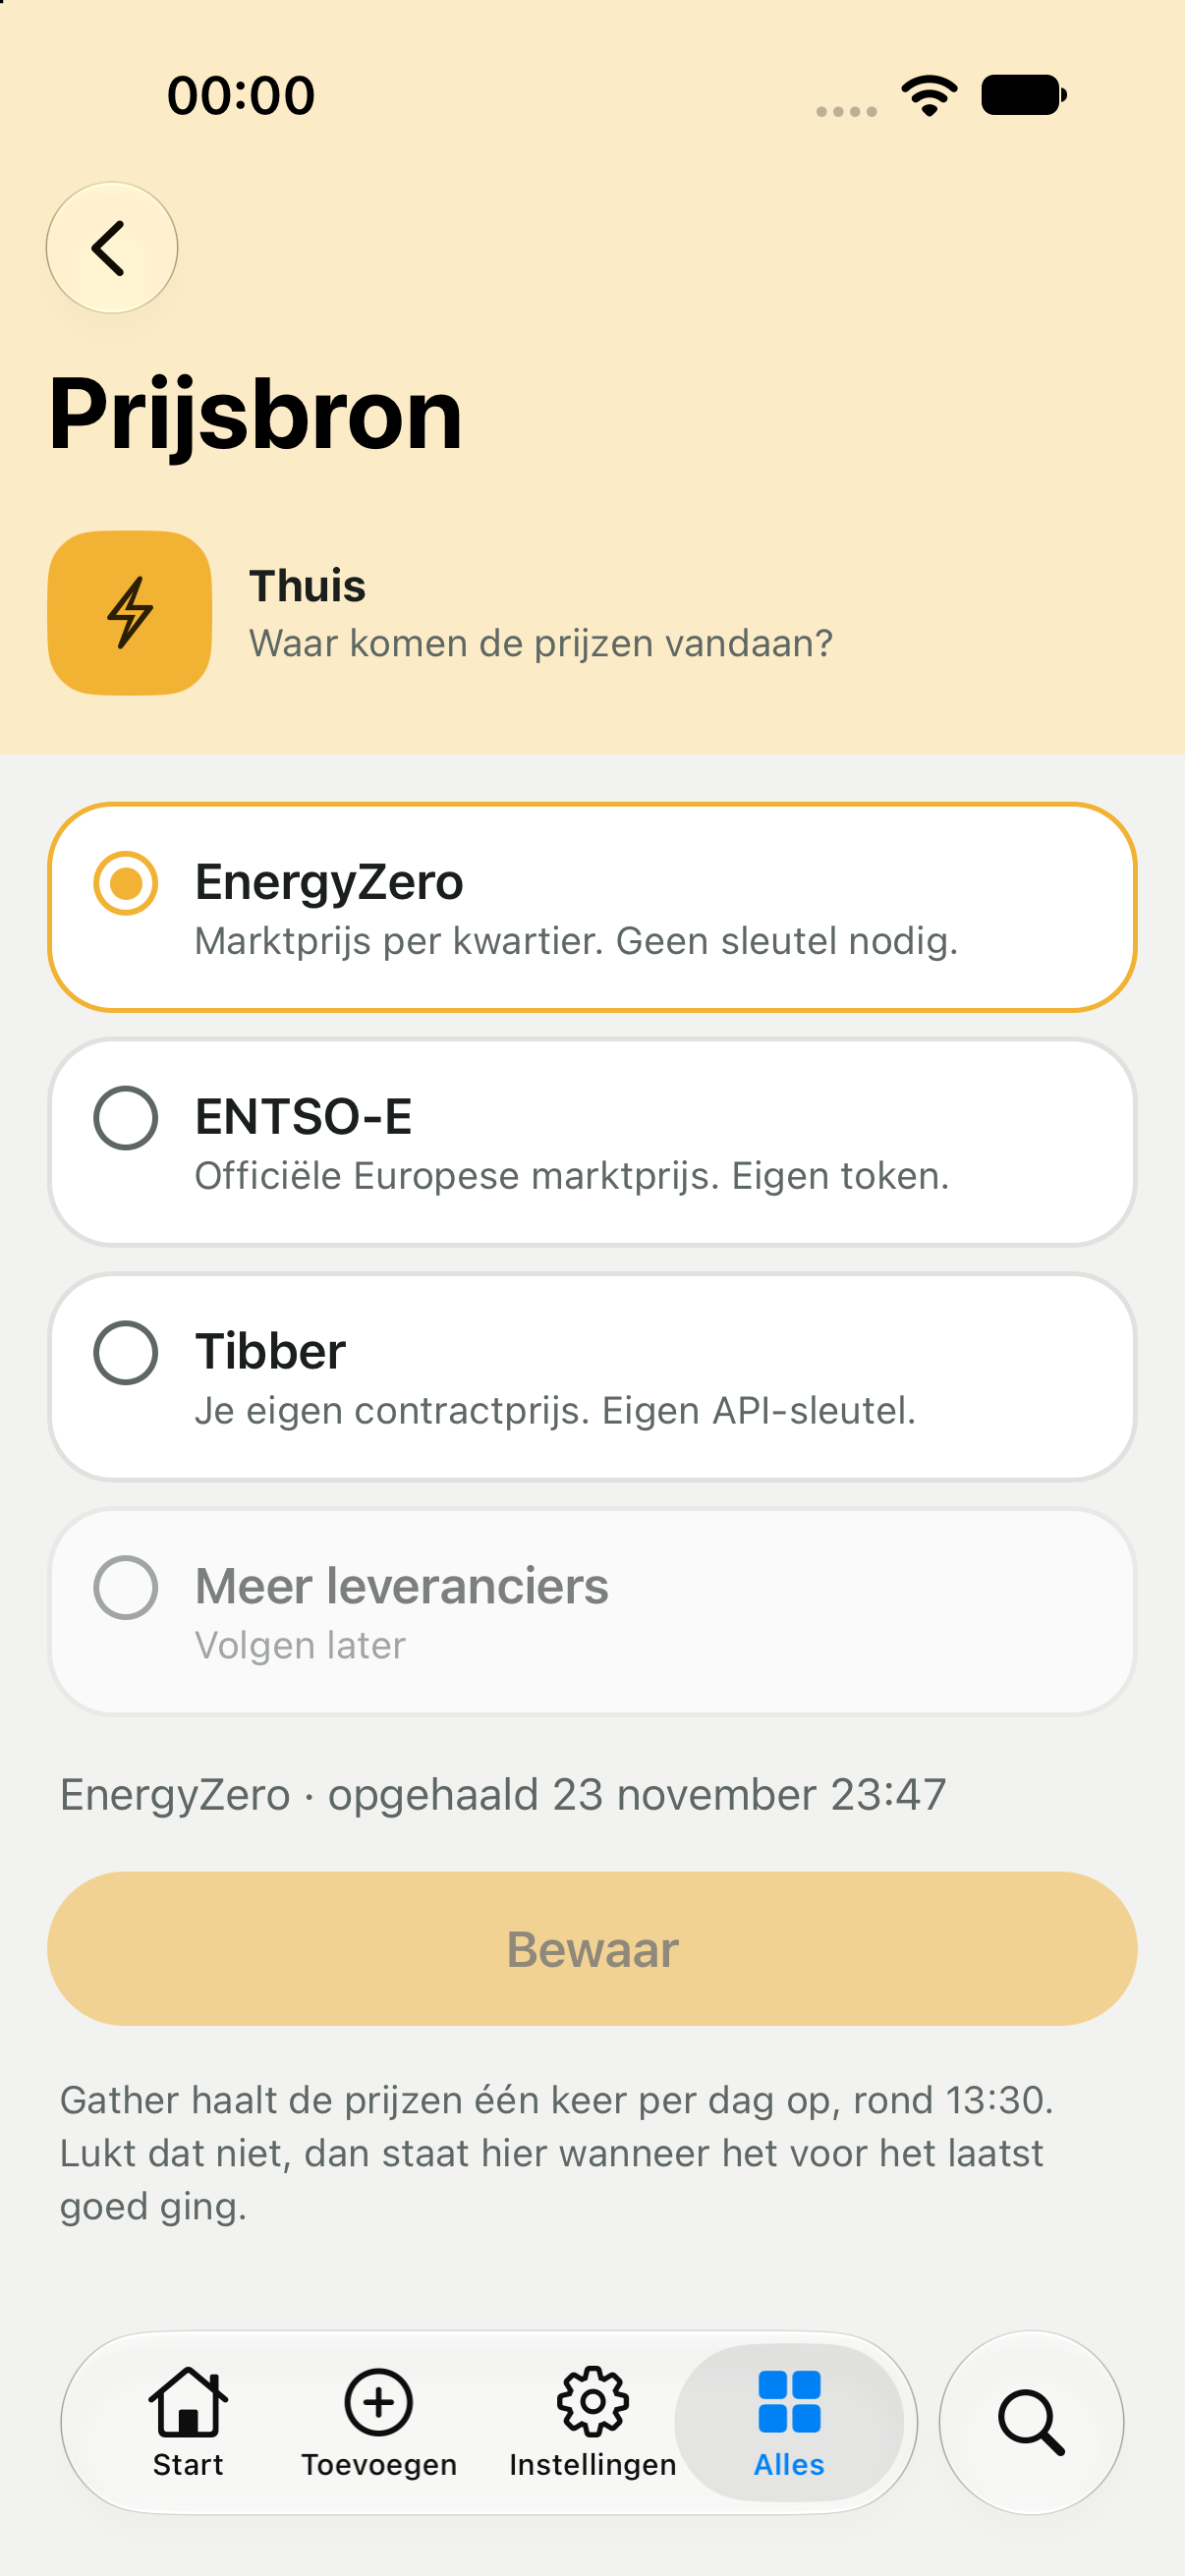 00:00
Prijsbron
Thuis
Waar komen de prijzen vandaan?
EnergyZero
Marktprijs per kwartier. Geen sleutel nodig.
ENTSO-E
Officiële Europese marktprijs. Eigen token.
Tibber
Je eigen contractprijs. Eigen API-sleutel.
Meer leveranciers
Volgen later
EnergyZero · opgehaald 23 november 23:47
Bewaar
Gather haalt de prijzen één keer per dag op, rond 13:30.
Lukt dat niet, dan staat hier wanneer het voor het laatst
goed ging.
Start
Toevoegen
Instellingen
Alles